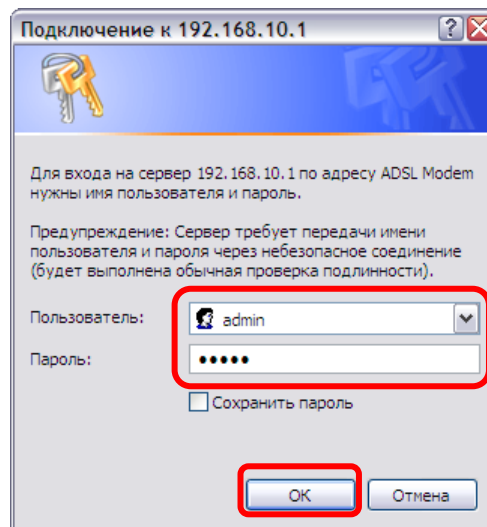 Подключение к 192.168.10.1
Для входа на сервер 192.168.10.1 по адресу ADSL Modem
нужны имя пользователя и пароль.
Предупреждение: Сервер требует передачи имени
пользователя и пароля через небезопасное соединение
(будет выполнена обычная проверка подлинности).
Пользователь: admin
Пароль: •••••
Сохранить пароль
ОК Отмена